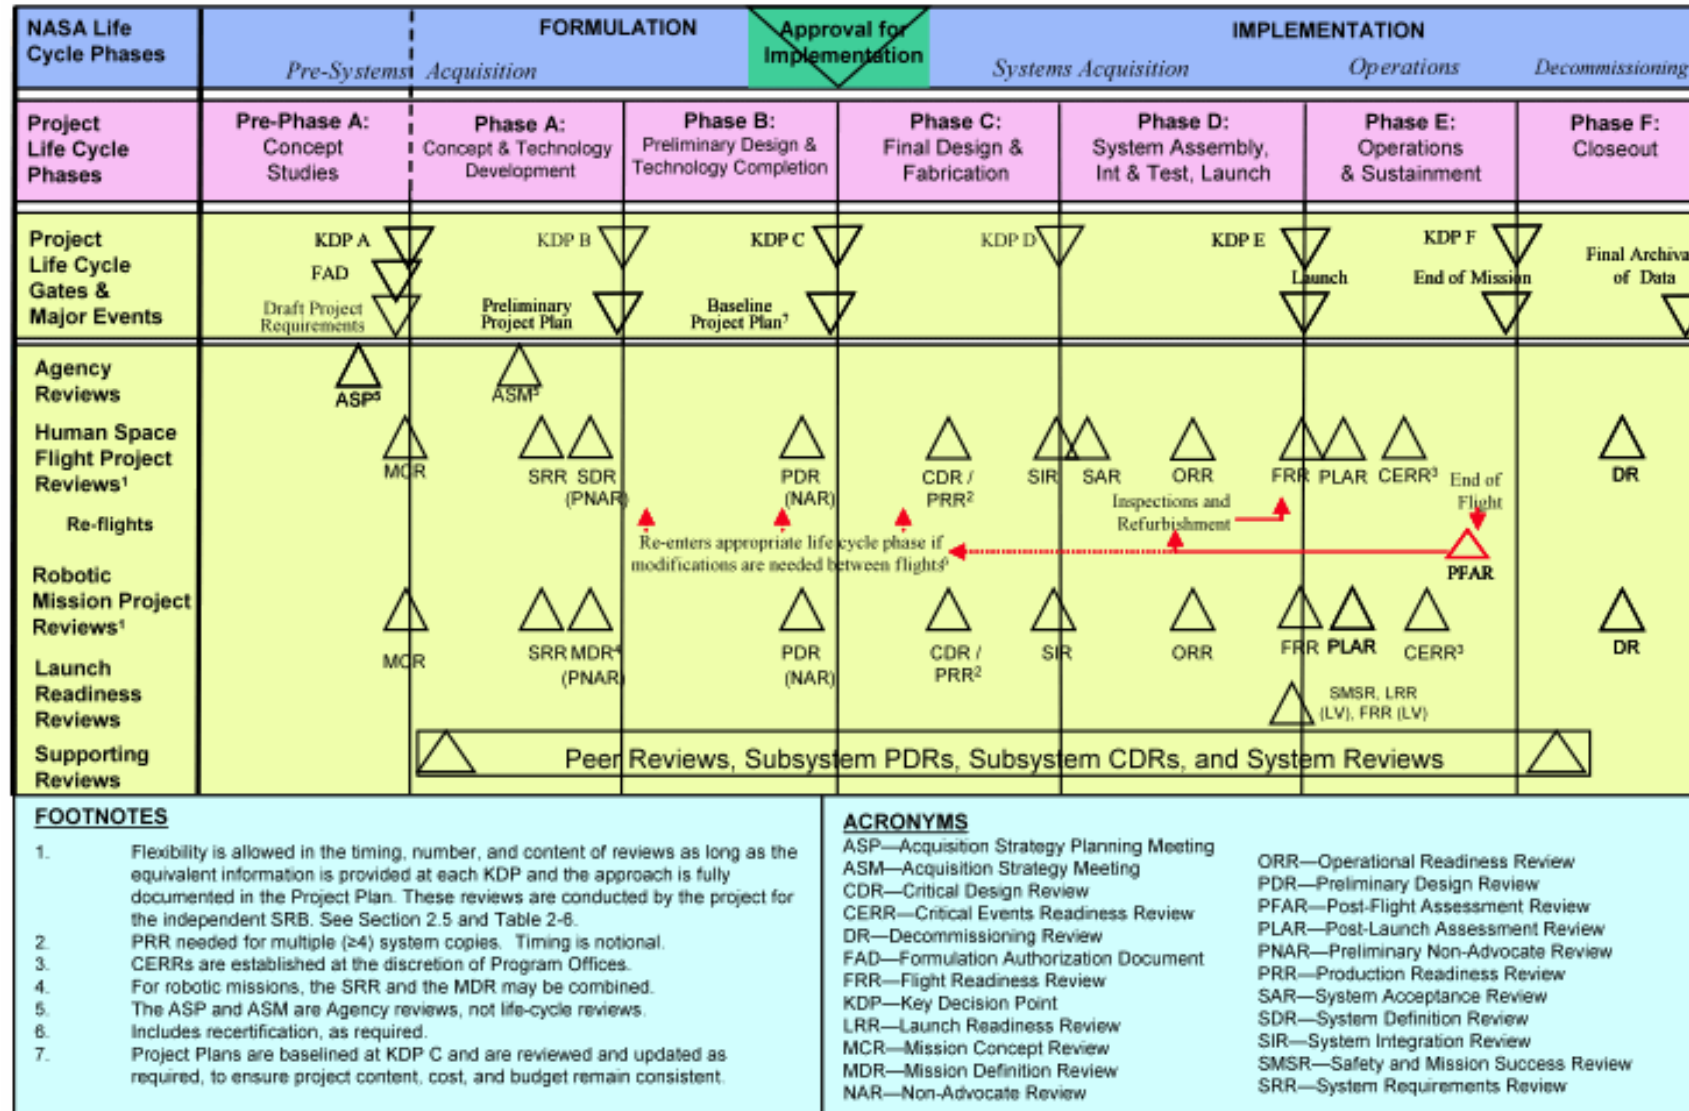 NASA Life
Cycle Phases
FORMULATION
Approval for
Implementation
IMPLEMENTATION
Pre-Systems Acquisition
Systems Acquisition
Operations
Decommissioning
Project
Life Cycle
Phases
Pre-Phase A:
Concept
Studies
Phase A:
Concept & Technology
Development
Phase B:
Preliminary Design &
Technology Completion
Phase C:
Final Design &
Fabrication
Phase D:
System Assembly,
Int & Test, Launch
Phase E:
Operations
& Sustainment
Phase F:
Closeout
Project
Life Cycle
Gates &
Major Events
KDP A
KDP B
KDP C
KDP D
KDP E
KDP F
FAD
Launch
End of Mission
Final Archiva
of Data
Draft Project
Requirements
Preliminary
Project Plan
Baseline
Project Plan⁷
Agency
Reviews
ASP⁵
ASM⁵
Human Space
Flight Project
Reviews¹
MCR
SRR
SDR
(PNAR)
PDR
(NAR)
CDR /
PRR²
SIR
SAR
ORR
FRR
PLAR
CERR³
DR
End of
Flight
Re-flights
Inspections and
Refurbishment
Re-enters appropriate life cycle phase if
modifications are needed between flights⁶
PFAR
Robotic
Mission Project
Reviews¹
MCR
SRR
MDR⁴
(PNAR)
PDR
(NAR)
CDR /
PRR²
SIR
ORR
FRR
PLAR
CERR³
DR
Launch
Readiness
Reviews
SMSR, LRR
(LV), FRR (LV)
Supporting
Reviews
Peer Reviews, Subsystem PDRs, Subsystem CDRs, and System Reviews
FOOTNOTES
1. Flexibility is allowed in the timing, number, and content of reviews as long as the
equivalent information is provided at each KDP and the approach is fully
documented in the Project Plan. These reviews are conducted by the project for
the independent SRB. See Section 2.5 and Table 2-6.
2. PRR needed for multiple (≥4) system copies. Timing is notional.
3. CERRs are established at the discretion of Program Offices.
4. For robotic missions, the SRR and the MDR may be combined.
5. The ASP and ASM are Agency reviews, not life-cycle reviews.
6. Includes recertification, as required.
7. Project Plans are baselined at KDP C and are reviewed and updated as
required, to ensure project content, cost, and budget remain consistent.
ACRONYMS
ASP—Acquisition Strategy Planning Meeting
ASM—Acquisition Strategy Meeting
CDR—Critical Design Review
CERR—Critical Events Readiness Review
DR—Decommissioning Review
FAD—Formulation Authorization Document
FRR—Flight Readiness Review
KDP—Key Decision Point
LRR—Launch Readiness Review
MCR—Mission Concept Review
MDR—Mission Definition Review
NAR—Non-Advocate Review
ORR—Operational Readiness Review
PDR—Preliminary Design Review
PFAR—Post-Flight Assessment Review
PLAR—Post-Launch Assessment Review
PNAR—Preliminary Non-Advocate Review
PRR—Production Readiness Review
SAR—System Acceptance Review
SDR—System Definition Review
SIR—System Integration Review
SMSR—Safety and Mission Success Review
SRR—System Requirements Review